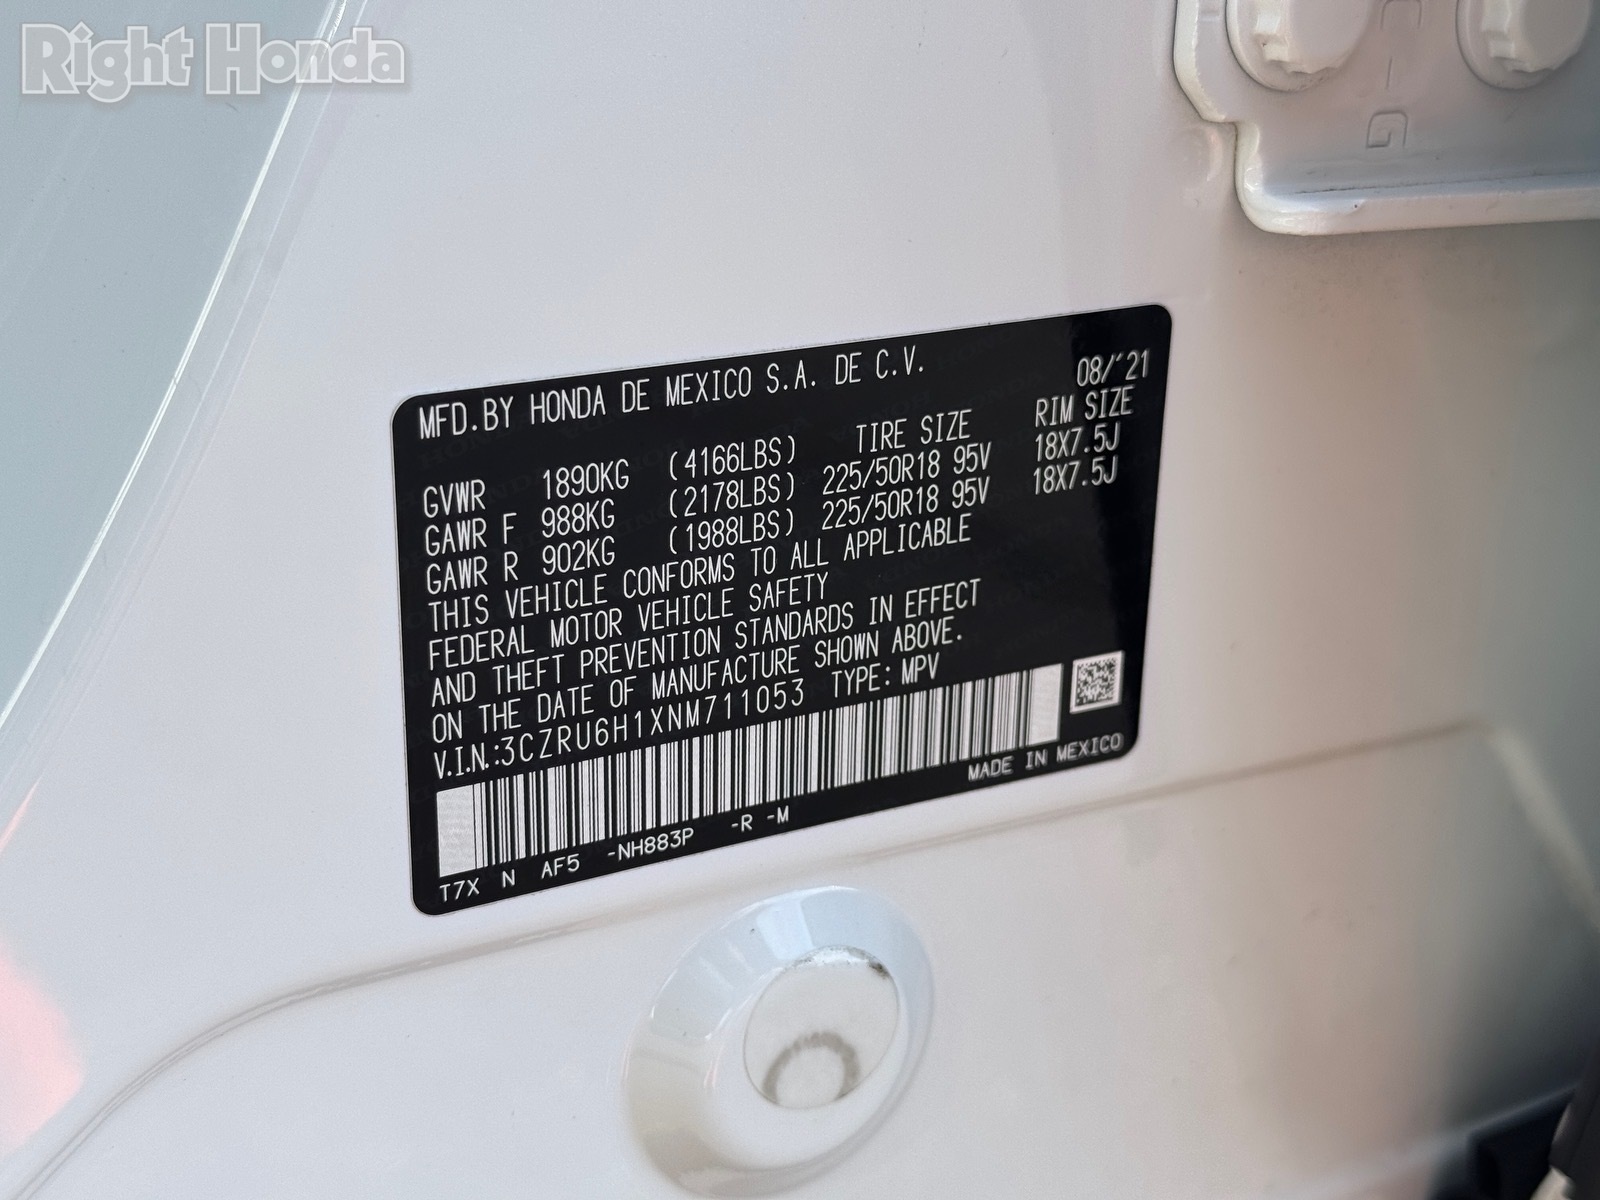 Right Honda
C-G
MFD.BY HONDA DE MEXICO S.A. DE C.V. 08/'21
TIRE SIZE RIM SIZE
GVWR 1890KG (4166LBS)
GAWR F 988KG (2178LBS) 225/50R18 95V 18X7.5J
GAWR R 902KG (1988LBS) 225/50R18 95V 18X7.5J
THIS VEHICLE CONFORMS TO ALL APPLICABLE
FEDERAL MOTOR VEHICLE SAFETY
AND THEFT PREVENTION STANDARDS IN EFFECT
ON THE DATE OF MANUFACTURE SHOWN ABOVE.
V.I.N.:3CZRU6H1XNM711053 TYPE: MPV
MADE IN MEXICO
T7X N AF5 -NH883P -R -M